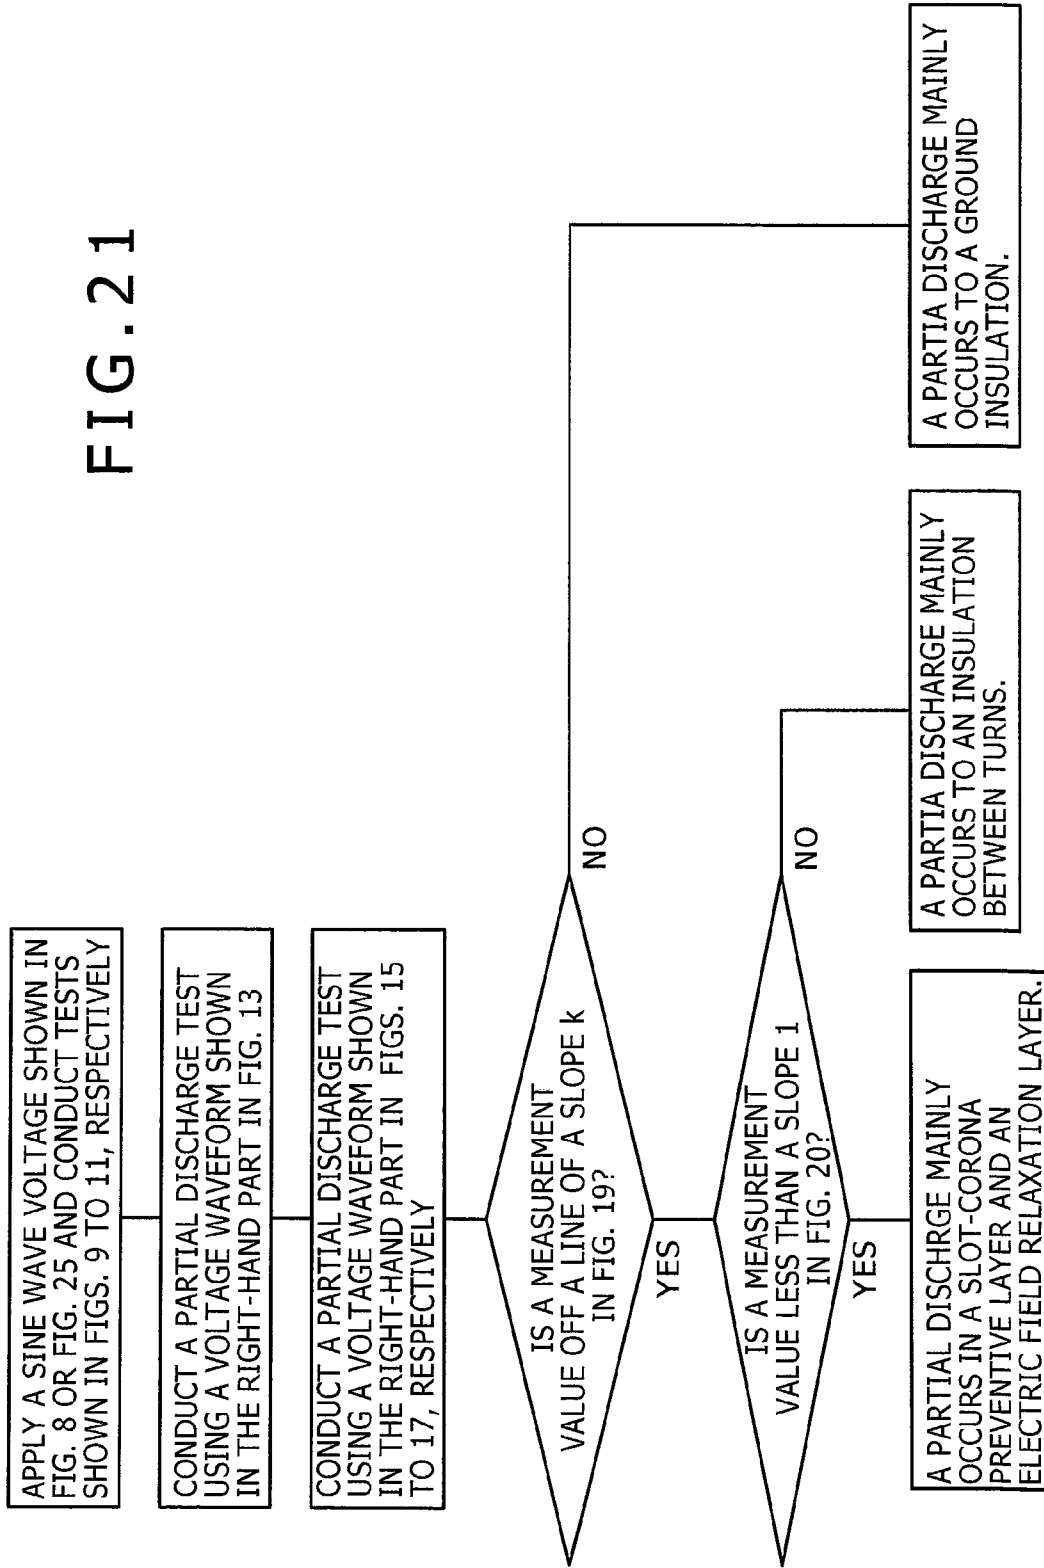 FIG.21
APPLY A SINE WAVE VOLTAGE SHOWN IN
FIG. 8 OR FIG. 25 AND CONDUCT TESTS
SHOWN IN FIGS. 9 TO 11, RESPECTIVELY
CONDUCT A PARTIAL DISCHARGE TEST
USING A VOLTAGE WAVEFORM SHOWN
IN THE RIGHT-HAND PART IN FIG. 13
CONDUCT A PARTIAL DISCHARGE TEST
USING A VOLTAGE WAVEFORM SHOWN
IN THE RIGHT-HAND PART IN FIGS. 15
TO 17, RESPECTIVELY
IS A MEASUREMENT
VALUE OFF A LINE OF A SLOPE k
IN FIG. 19?
NO
YES
IS A MEASUREMENT
VALUE LESS THAN A SLOPE 1
IN FIG. 20?
NO
YES
A PARTIAL DISCHRGE MAINLY
OCCURS IN A SLOT-CORONA
PREVENTIVE LAYER AND AN
ELECTRIC FIELD RELAXATION LAYER.
A PARTIA DISCHARGE MAINLY
OCCURS TO AN INSULATION
BETWEEN TURNS.
A PARTIA DISCHARGE MAINLY
OCCURS TO A GROUND
INSULATION.